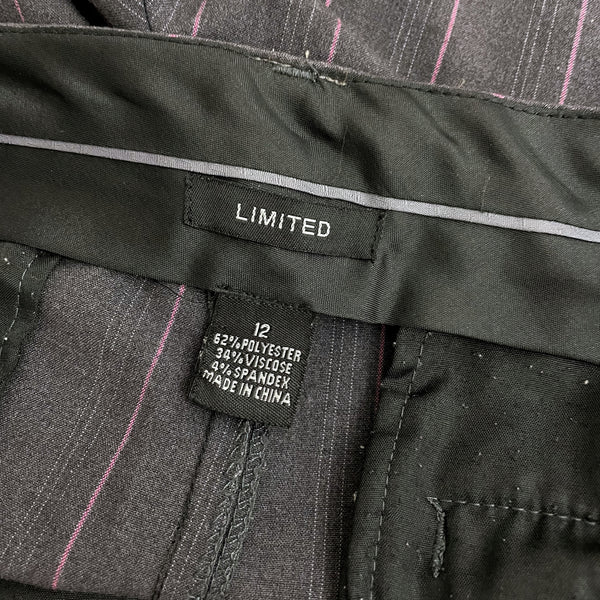 LIMITED
12
62% POLYESTER
34% VISCOSE
4% SPANDEX
MADE IN CHINA